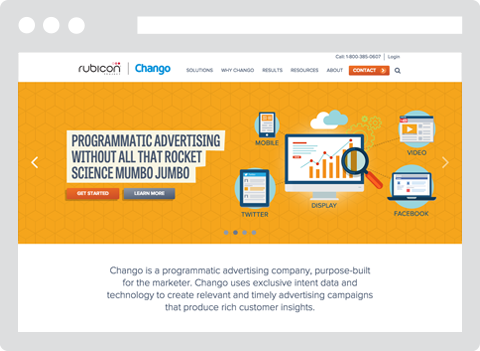 Call 1-800-385-0607 | Login
rubicon PROJECT | Chango SOLUTIONS WHY CHANGO RESULTS RESOURCES ABOUT CONTACT
PROGRAMMATIC ADVERTISING
WITHOUT ALL THAT ROCKET
SCIENCE MUMBO JUMBO
GET STARTED LEARN MORE
MOBILE
VIDEO
TWITTER
DISPLAY
FACEBOOK
Chango is a programmatic advertising company, purpose-built
for the marketer. Chango uses exclusive intent data and
technology to create relevant and timely advertising campaigns
that produce rich customer insights.